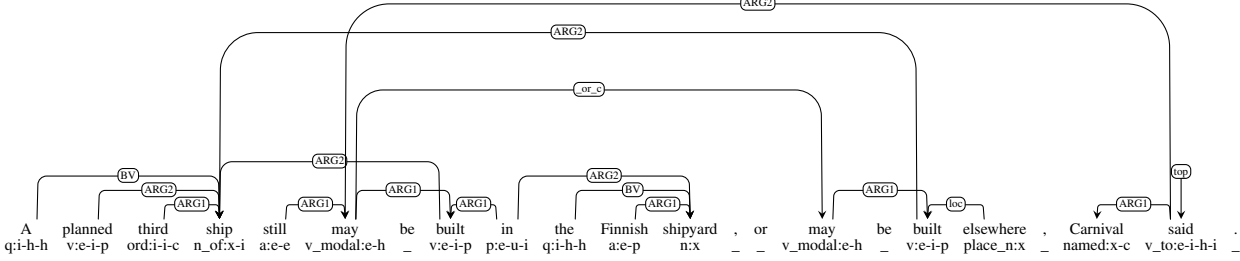 ARG2
ARG2
_or_c
ARG2
BV ARG2 top
ARG2 ARG1 BV ARG1
ARG1 ARG1 ARG1 ARG1 loc ARG1
A planned third ship still may be built in the Finnish shipyard , or may be built elsewhere , Carnival said .
q:i-h-h v:e-i-p ord:i-i-c n_of:x-i a:e-e v_modal:e-h _ v:e-i-p p:e-u-i q:i-h-h a:e-p n:x _ _ v_modal:e-h _ v:e-i-p place_n:x _ named:x-c v_to:e-i-h-i _